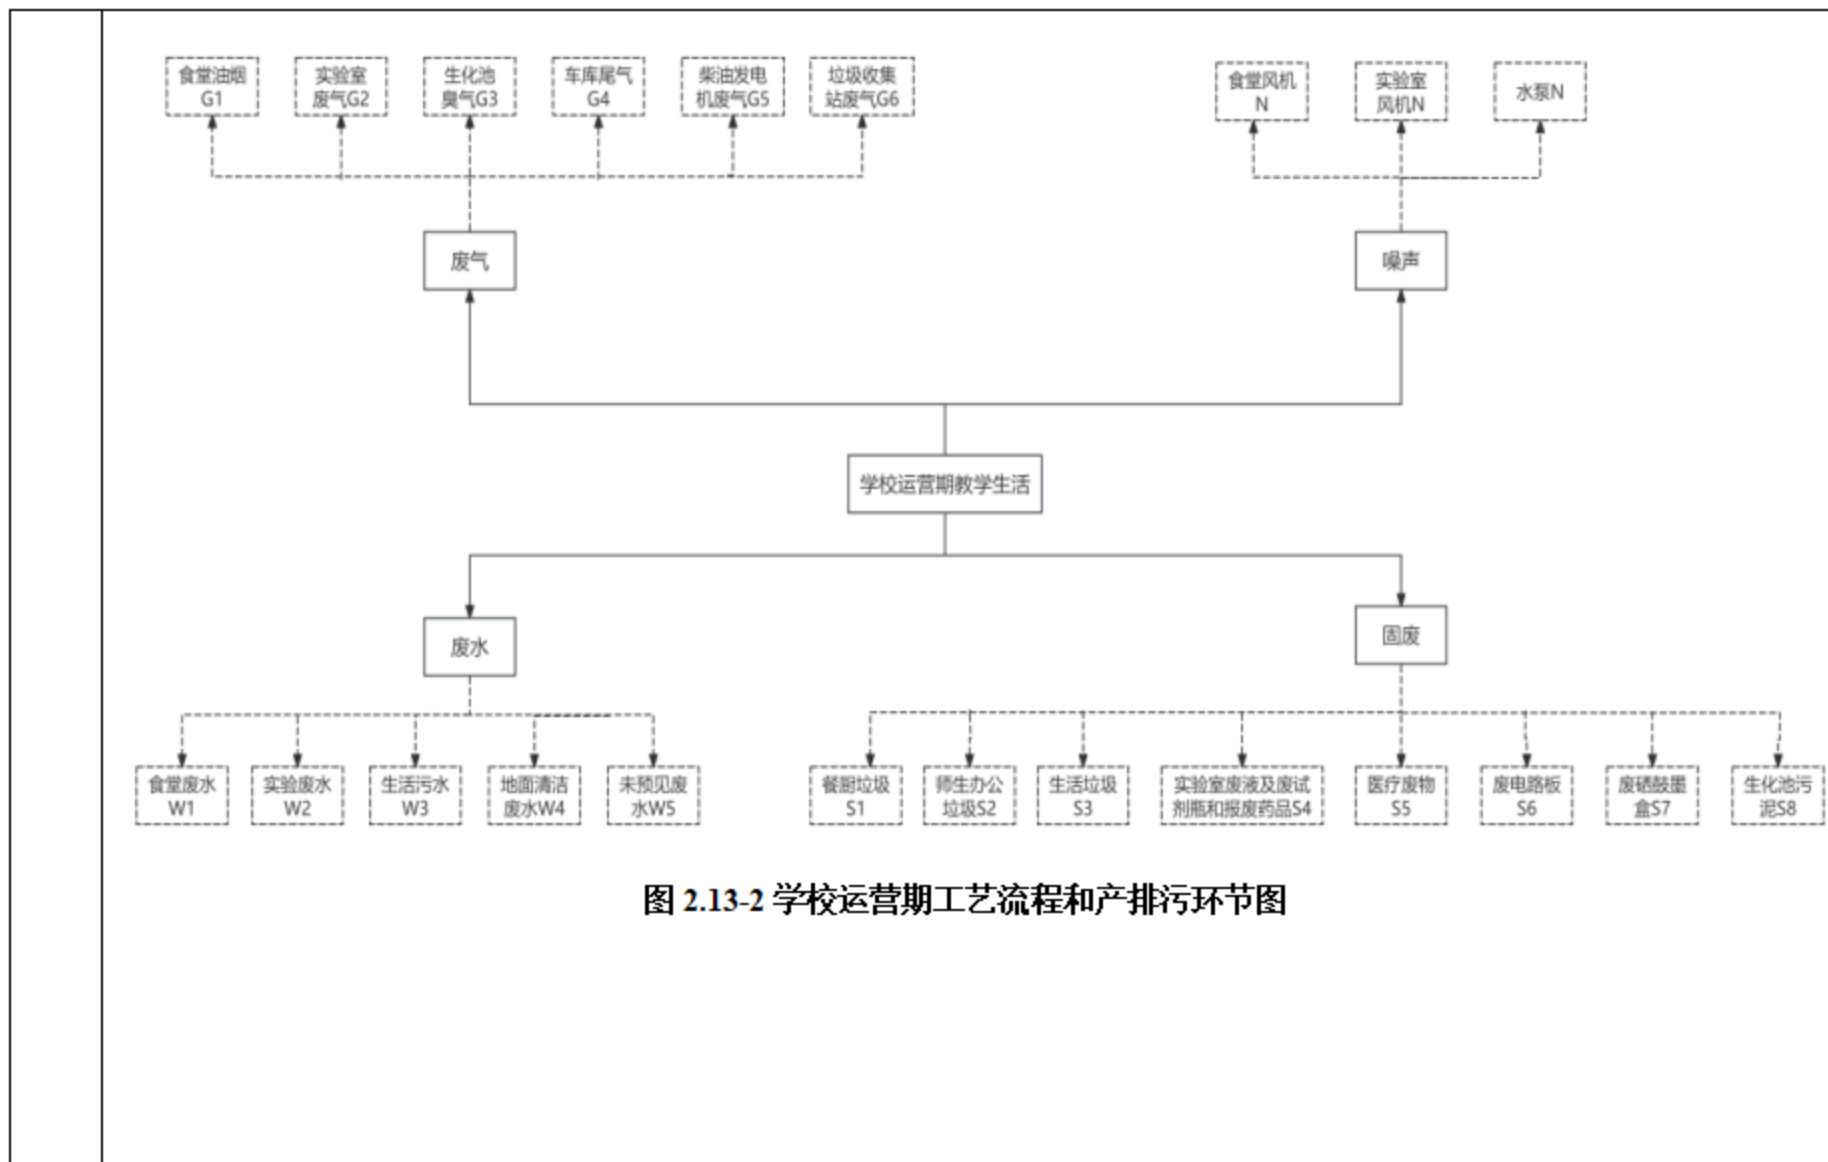 食堂油烟
G1
实验室
废气G2
生化池
臭气G3
车库尾气
G4
柴油发电
机废气G5
垃圾收集
站废气G6
食堂风机
N
实验室
风机N
水泵N
废气
噪声
学校运营期教学生活
废水
固废
食堂废水
W1
实验废水
W2
生活污水
W3
地面清洁
废水W4
未预见废
水W5
餐厨垃圾
S1
师生办公
垃圾S2
生活垃圾
S3
实验室废液及废试
剂瓶和报废药品S4
医疗废物
S5
废电路板
S6
废硒鼓墨
盒S7
生化池污
泥S8
图 2.13-2 学校运营期工艺流程和产排污环节图